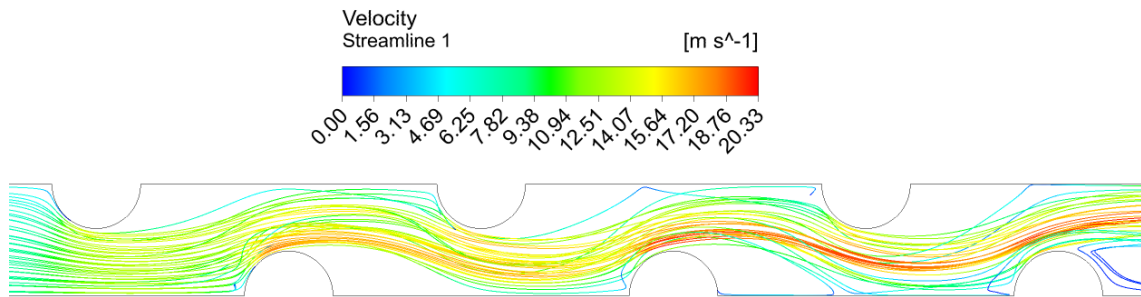 Velocity
Streamline 1 [m s^-1]
0.00 1.56 3.13 4.69 6.25 7.82 9.38 10.94 12.51 14.07 15.64 17.20 18.76 20.33